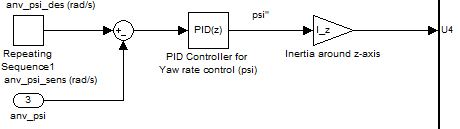 anv_psi_des (rad/s)
Repeating
Sequence1
+
-
PID(z)
PID Controller for
Yaw rate control (psi)
psi"
I_z
Inertia around z-axis
U4
anv_psi_sens (rad/s)
3
anv_psi